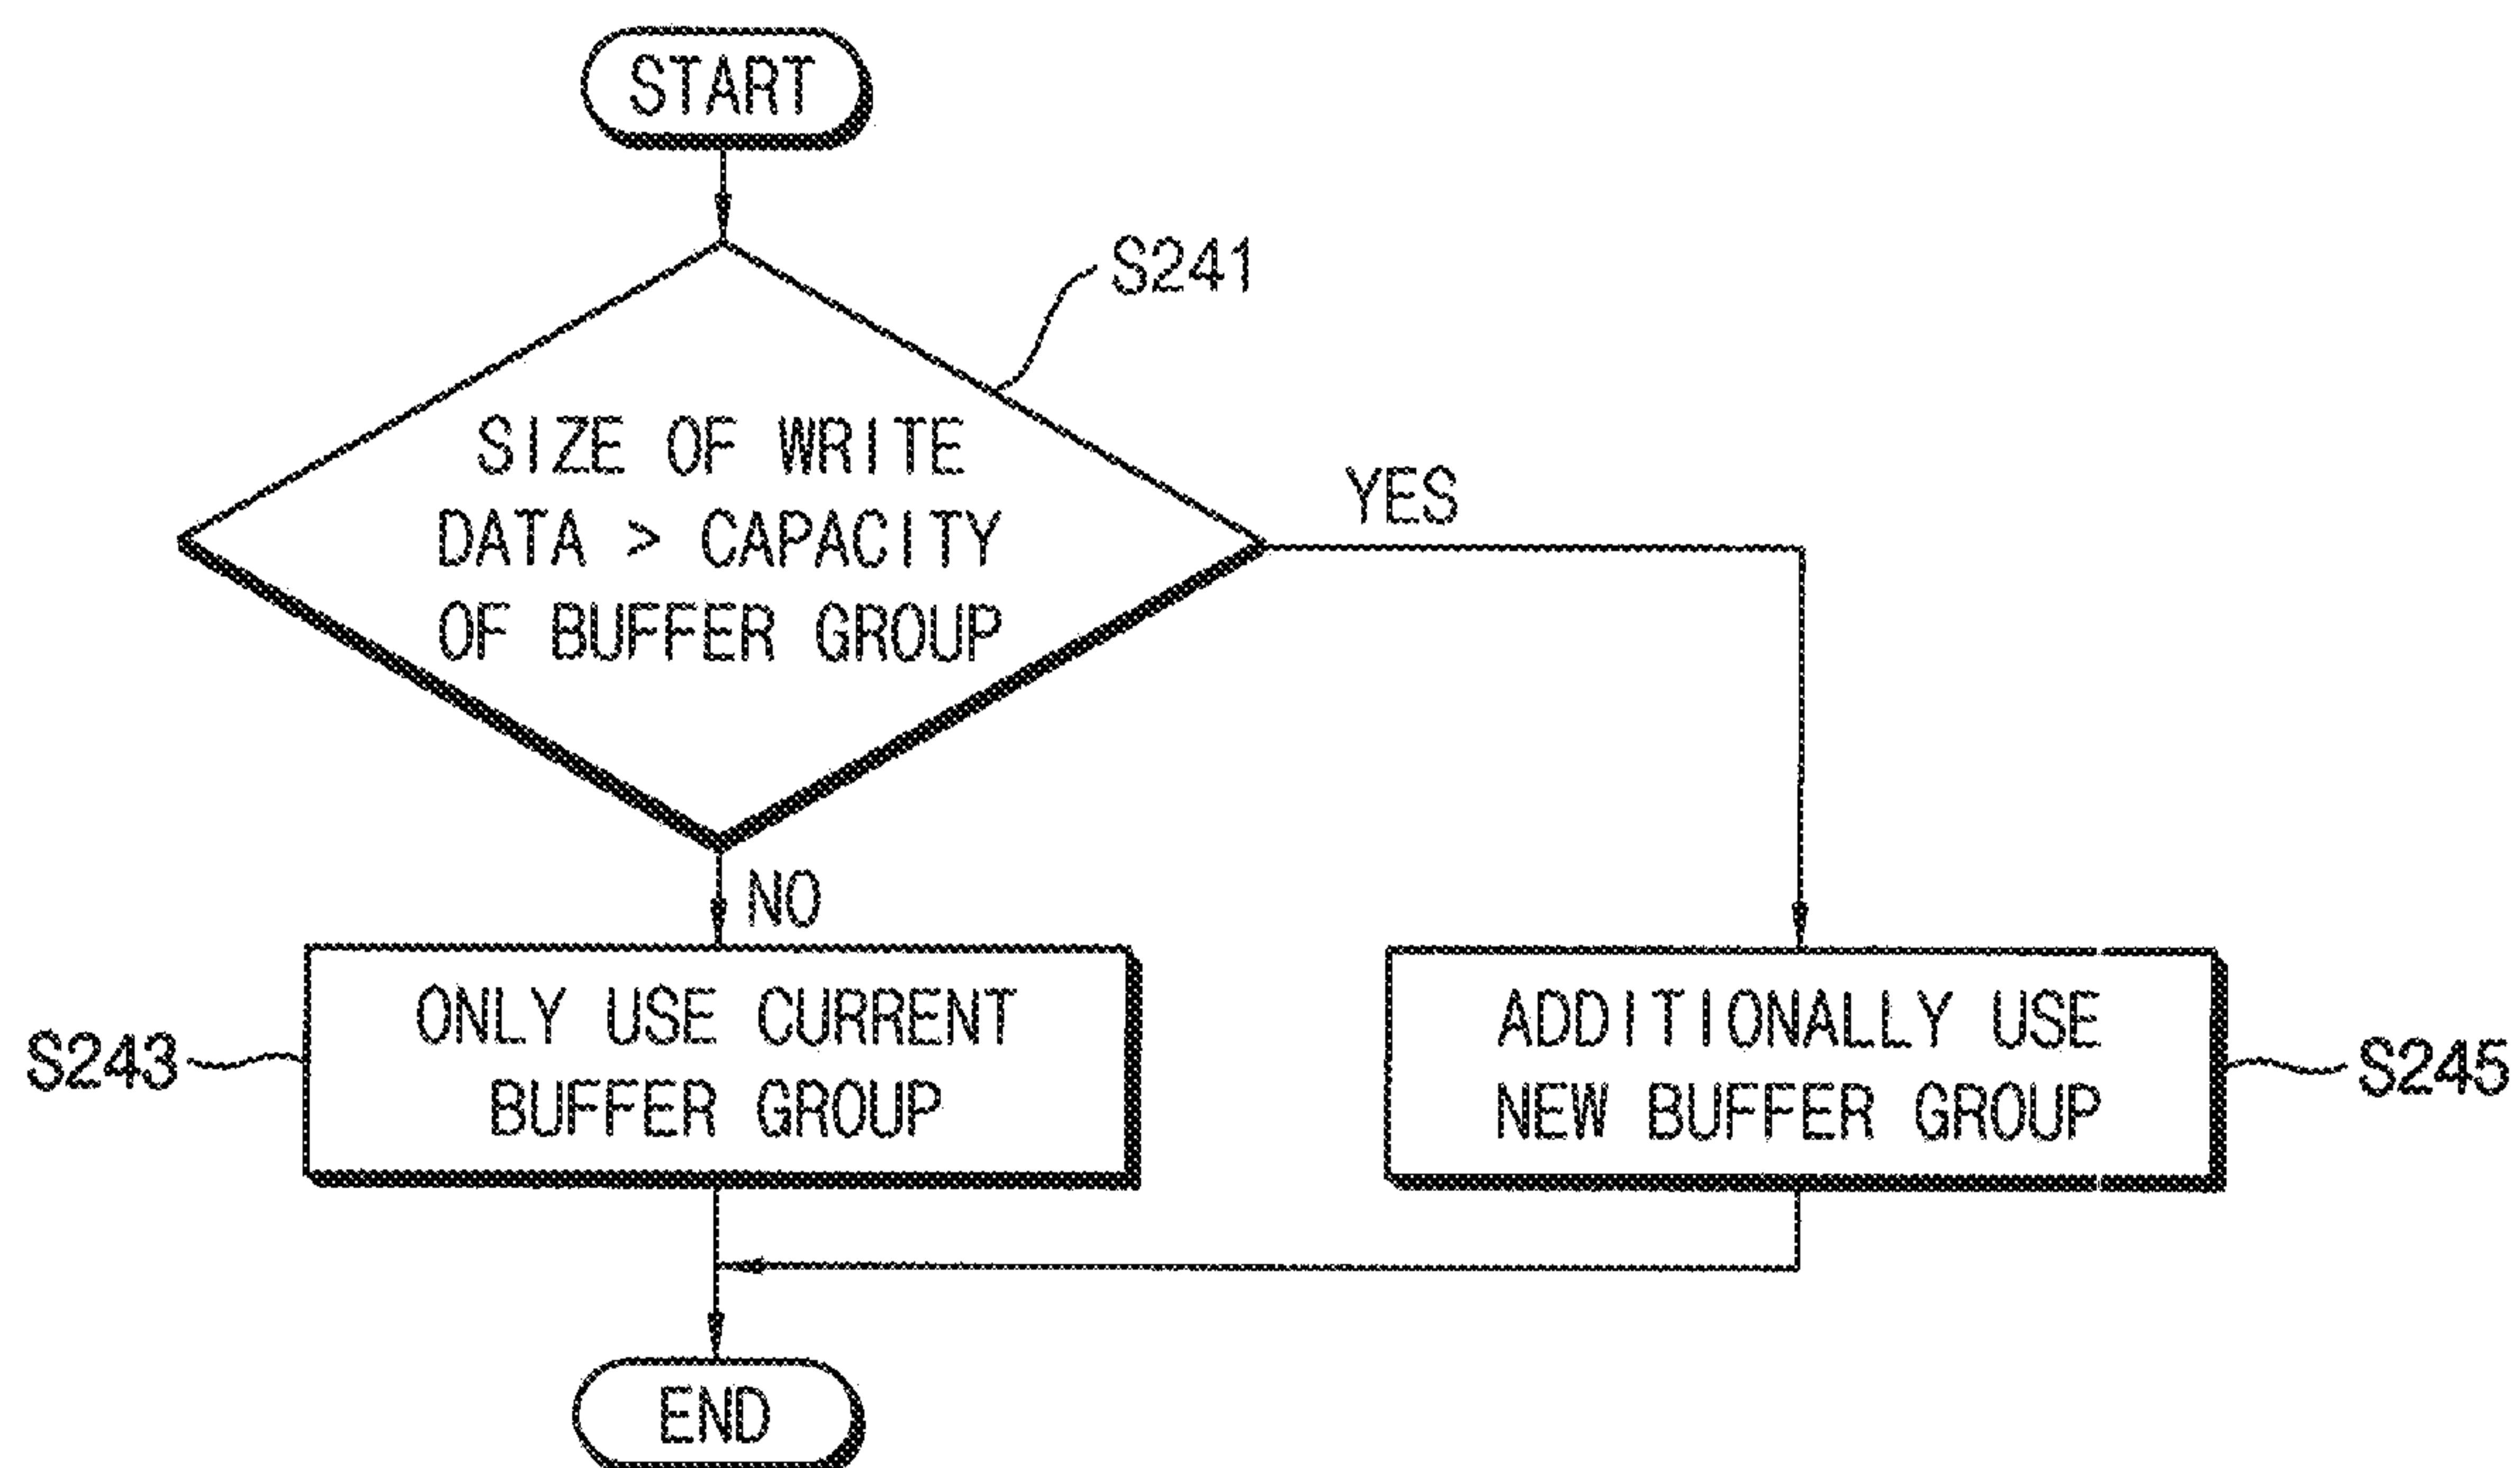 START
S241
SIZE OF WRITE
DATA > CAPACITY
OF BUFFER GROUP
YES
NO
ONLY USE CURRENT
BUFFER GROUP
S243
ADDITIONALLY USE
NEW BUFFER GROUP
S245
END